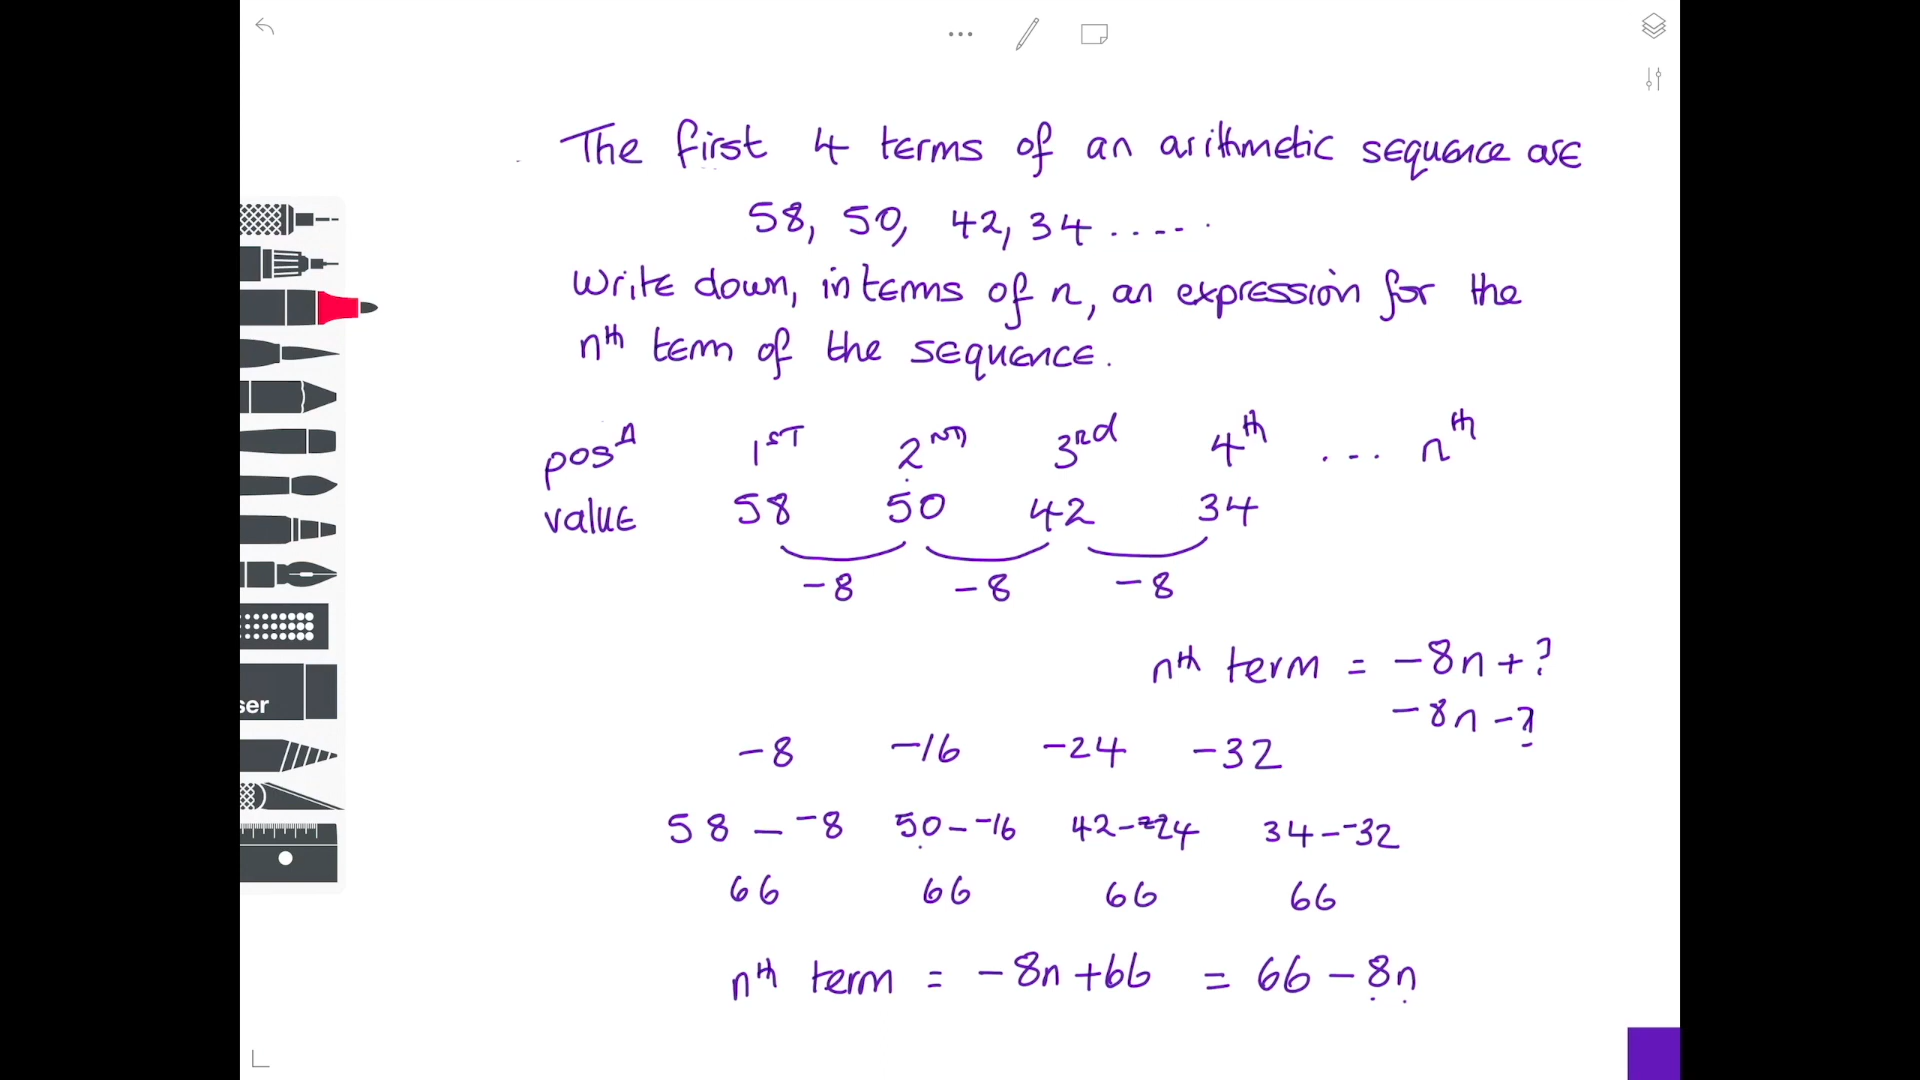 The first 4 terms of an arithmetic sequence are
58, 50, 42, 34 .....
Write down, in terms of n, an expression for the
nth term of the sequence.
posⁿ 1ST 2ND 3rd 4th ... nth
value 58 50 42 34
-8 -8 -8
nth term = -8n+?
-8n-?
-8 -16 -24 -32
58 - -8 50 - -16 42 - -24 34 - -32
66 66 66 66
nth term = -8n +66 = 66 - 8n
ser